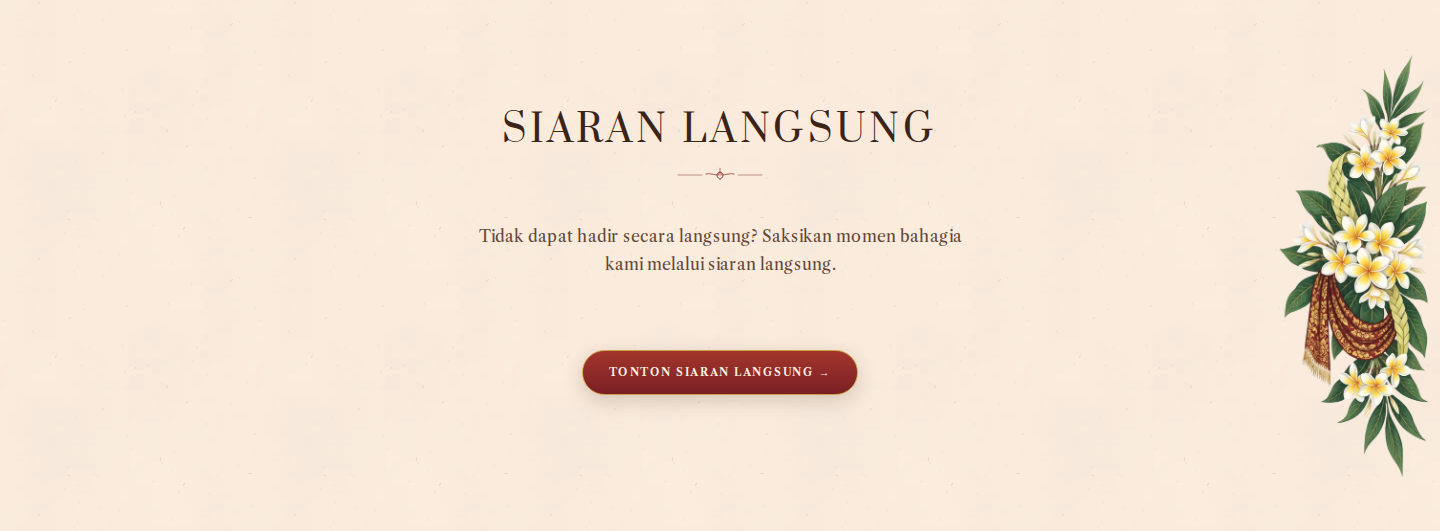 SIARAN LANGSUNG
Tidak dapat hadir secara langsung? Saksikan momen bahagia
kami melalui siaran langsung.
TONTON SIARAN LANGSUNG →